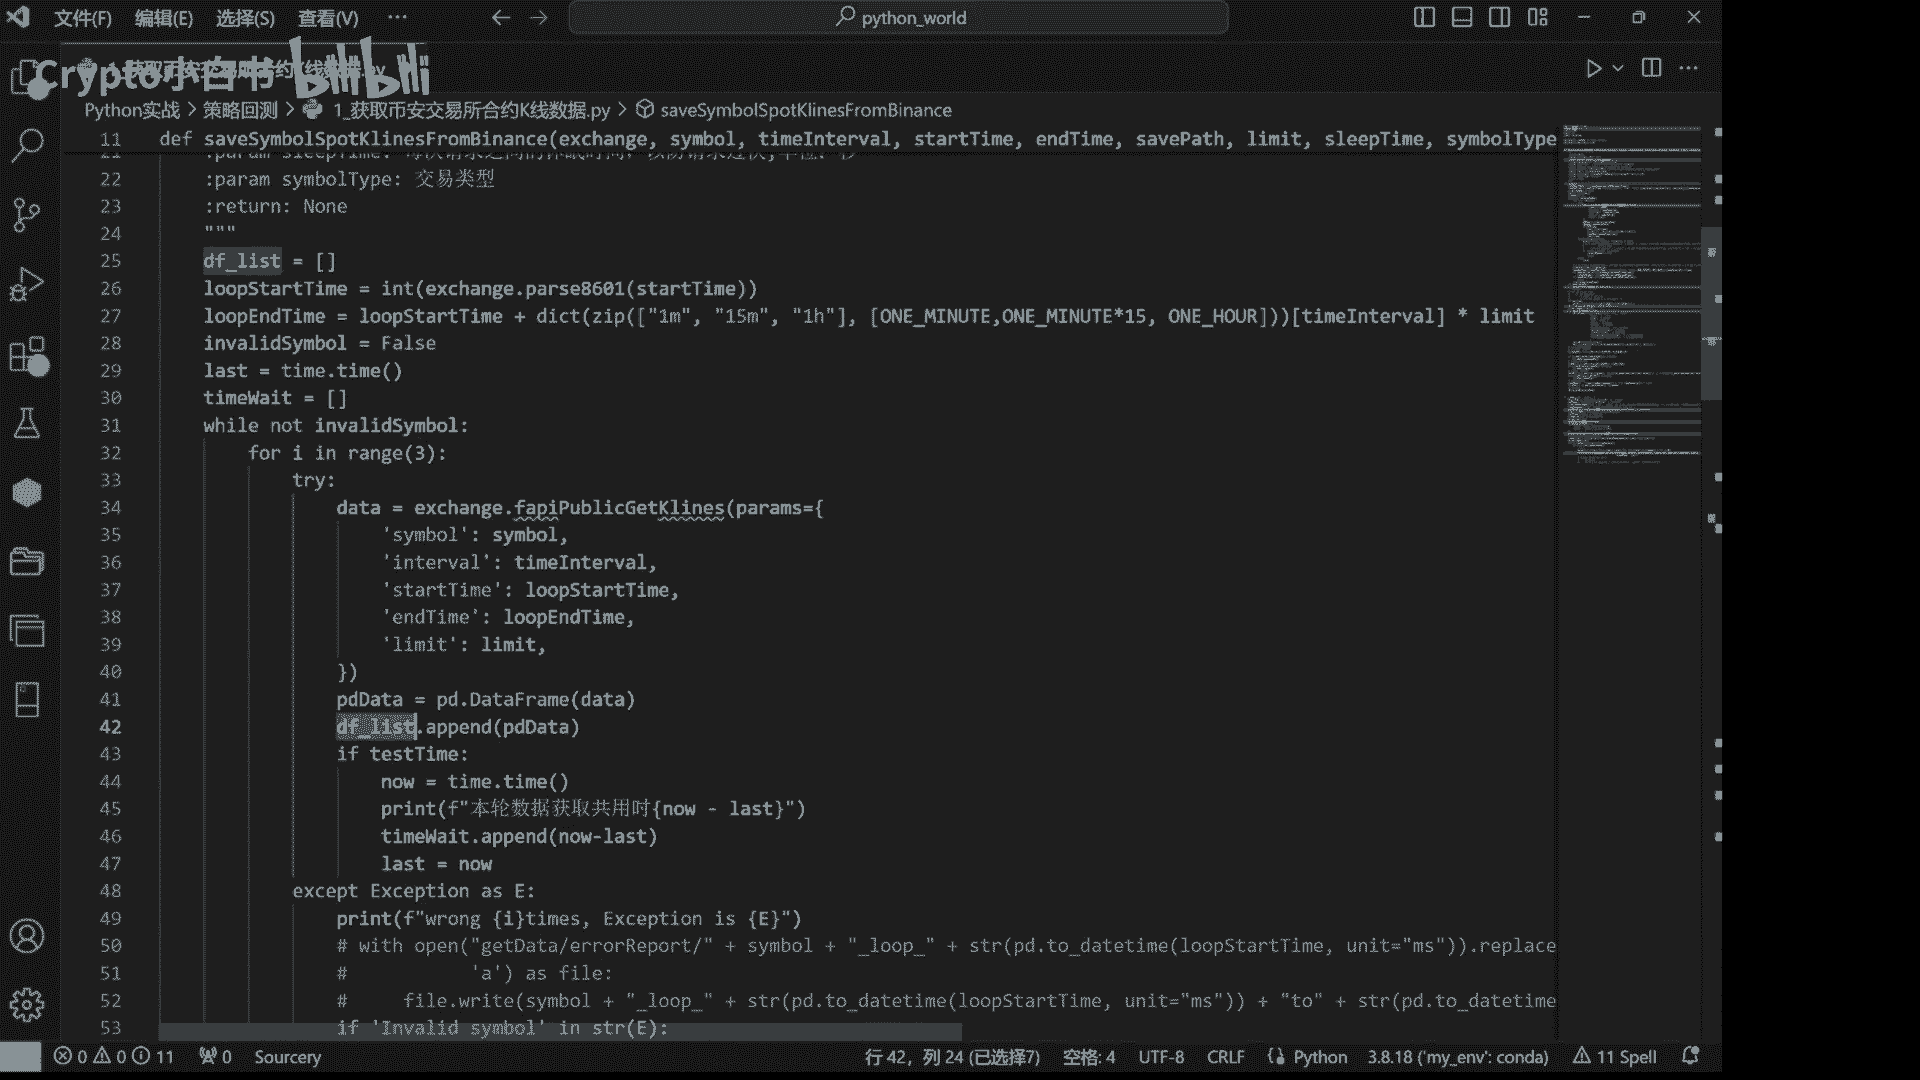 文件(F) 编辑(E) 选择(S) 查看(V) ··· python_world
Crypto小白书 bilibili
Python实战 > 策略回测 > 1_获取币安交易所合约K线数据.py > saveSymbolSpotKlinesFromBinance
11 def saveSymbolSpotKlinesFromBinance(exchange, symbol, timeInterval, startTime, endTime, savePath, limit, sleepTime, symbolType
22 :param symbolType: 交易类型
23 :return: None
24 """
25 df_list = []
26 loopStartTime = int(exchange.parse8601(startTime))
27 loopEndTime = loopStartTime + dict(zip(["1m", "15m", "1h"], [ONE_MINUTE,ONE_MINUTE*15, ONE_HOUR]))[timeInterval] * limit
28 invalidSymbol = False
29 last = time.time()
30 timeWait = []
31 while not invalidSymbol:
32 for i in range(3):
33 try:
34 data = exchange.fapiPublicGetKlines(params={
35 'symbol': symbol,
36 'interval': timeInterval,
37 'startTime': loopStartTime,
38 'endTime': loopEndTime,
39 'limit': limit,
40 })
41 pdData = pd.DataFrame(data)
42 df_list.append(pdData)
43 if testTime:
44 now = time.time()
45 print(f"本轮数据获取共用时{now - last}")
46 timeWait.append(now-last)
47 last = now
48 except Exception as E:
49 print(f"wrong {i}times, Exception is {E}")
50 # with open("getData/errorReport/" + symbol + "_loop_" + str(pd.to_datetime(loopStartTime, unit="ms")).replace
51 # 'a') as file:
52 # file.write(symbol + "_loop_" + str(pd.to_datetime(loopStartTime, unit="ms")) + "to" + str(pd.to_datetime
53 if 'Invalid symbol' in str(E):
0 0 11 0 Sourcery 行 42，列 24 (已选择7) 空格: 4 UTF-8 CRLF Python 3.8.18 ('my_env': conda) 11 Spell